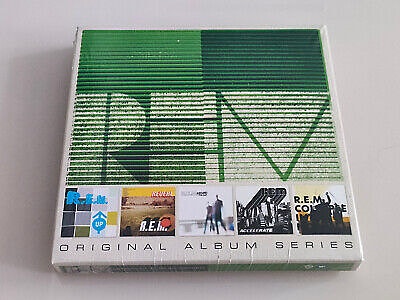 REM
R.E.M.
UP
REVEAL
R.E.M.
R.E.M.
ACCELERATE
R.E.M.
ORIGINAL ALBUM SERIES